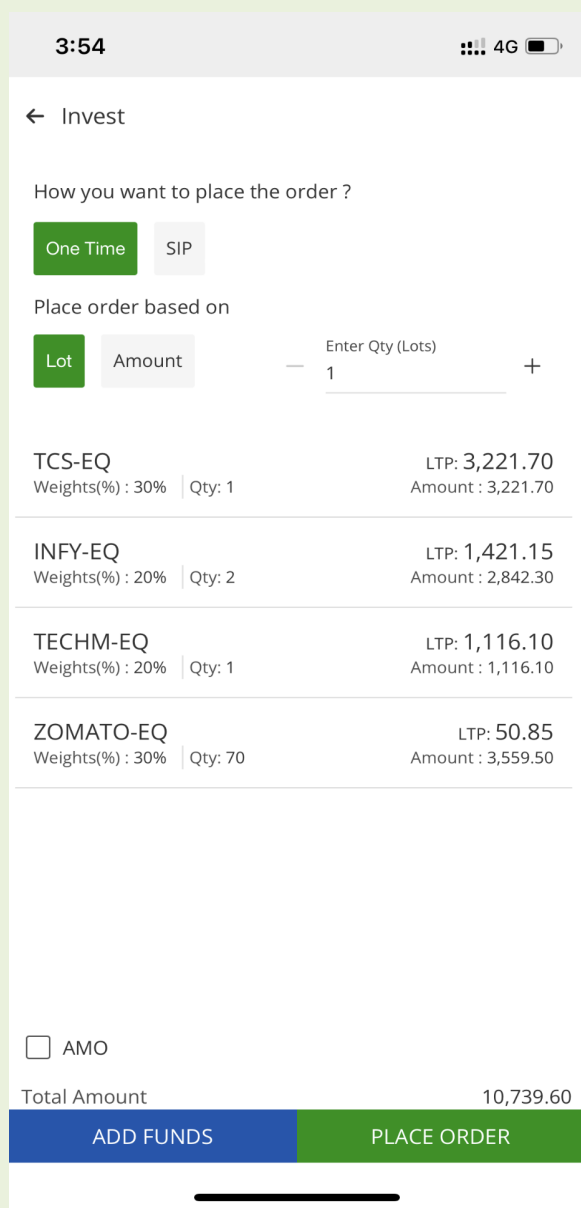 3:54 4G
← Invest
How you want to place the order ?
One Time SIP
Place order based on
Lot Amount
Enter Qty (Lots)
— 1 +
TCS-EQ LTP: 3,221.70
Weights(%) : 30% Qty: 1 Amount : 3,221.70
INFY-EQ LTP: 1,421.15
Weights(%) : 20% Qty: 2 Amount : 2,842.30
TECHM-EQ LTP: 1,116.10
Weights(%) : 20% Qty: 1 Amount : 1,116.10
ZOMATO-EQ LTP: 50.85
Weights(%) : 30% Qty: 70 Amount : 3,559.50
AMO
Total Amount 10,739.60
ADD FUNDS PLACE ORDER